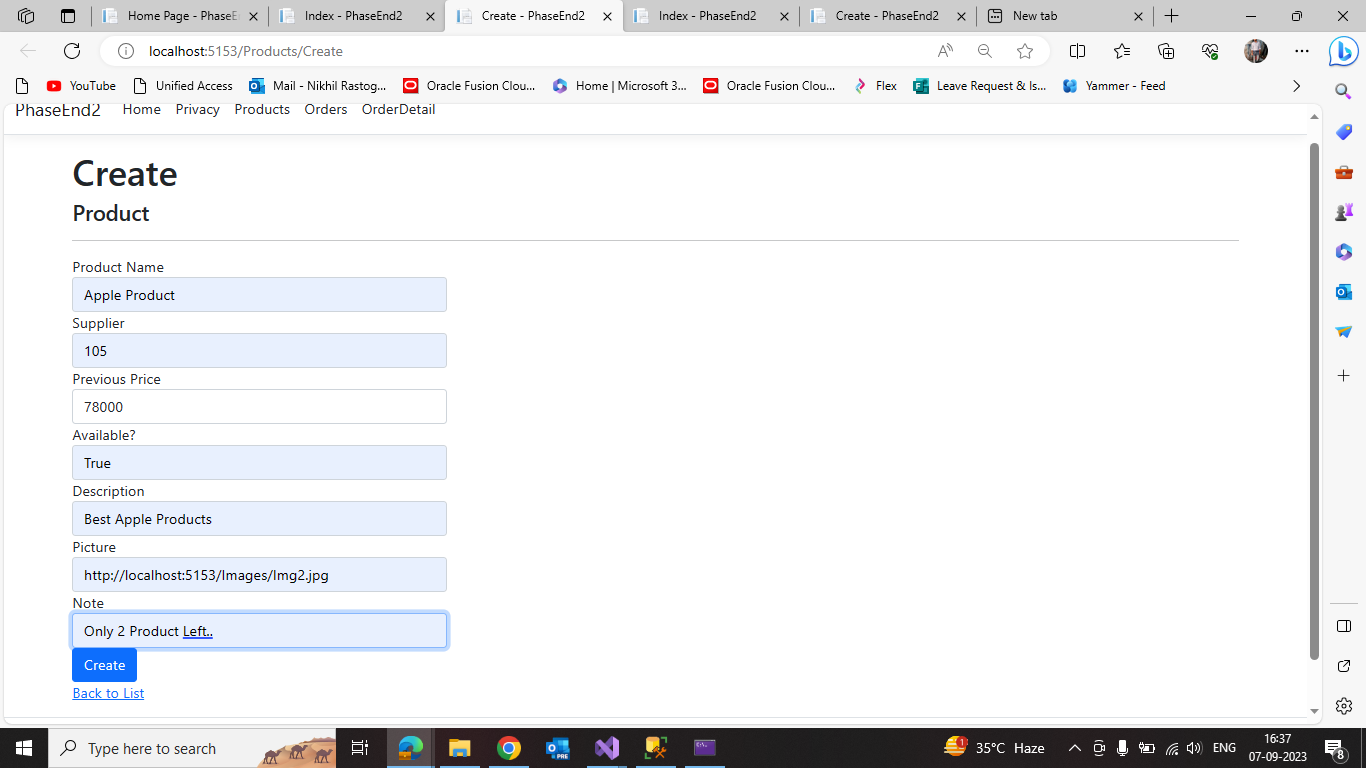 Home Page - PhaseE
Index - PhaseEnd2
Create - PhaseEnd2
Index - PhaseEnd2
Create - PhaseEnd2
New tab
localhost:5153/Products/Create
YouTube
Unified Access
Mail - Nikhil Rastog...
Oracle Fusion Clou...
Home | Microsoft 3...
Oracle Fusion Clou...
Flex
Leave Request & Is...
Yammer - Feed
PhaseEnd2 Home Privacy Products Orders OrderDetail
Create
Product
Product Name
Apple Product
Supplier
105
Previous Price
78000
Available?
True
Description
Best Apple Products
Picture
http://localhost:5153/Images/Img2.jpg
Note
Only 2 Product Left..
Create
Back to List
Type here to search
PRE
1
35°C Haze
ENG
16:37
07-09-2023
8